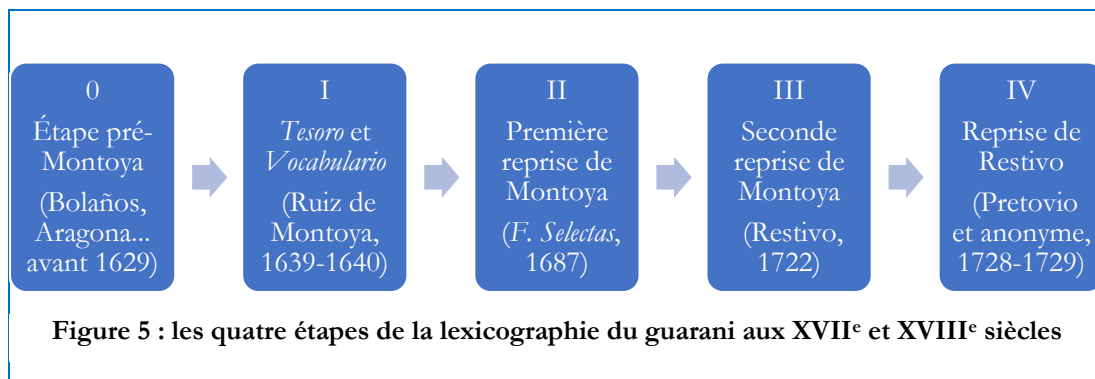 0
Étape pré-
Montoya
(Bolaños,
Aragona...
avant 1629)
I
Tesoro et
Vocabulario
(Ruiz de
Montoya,
1639-1640)
II
Première
reprise de
Montoya
(F. Selectas,
1687)
III
Seconde
reprise de
Montoya
(Restivo,
1722)
IV
Reprise de
Restivo
(Pretovio
et anonyme,
1728-1729)
Figure 5 : les quatre étapes de la lexicographie du guarani aux XVIIᵉ et XVIIIᵉ siècles